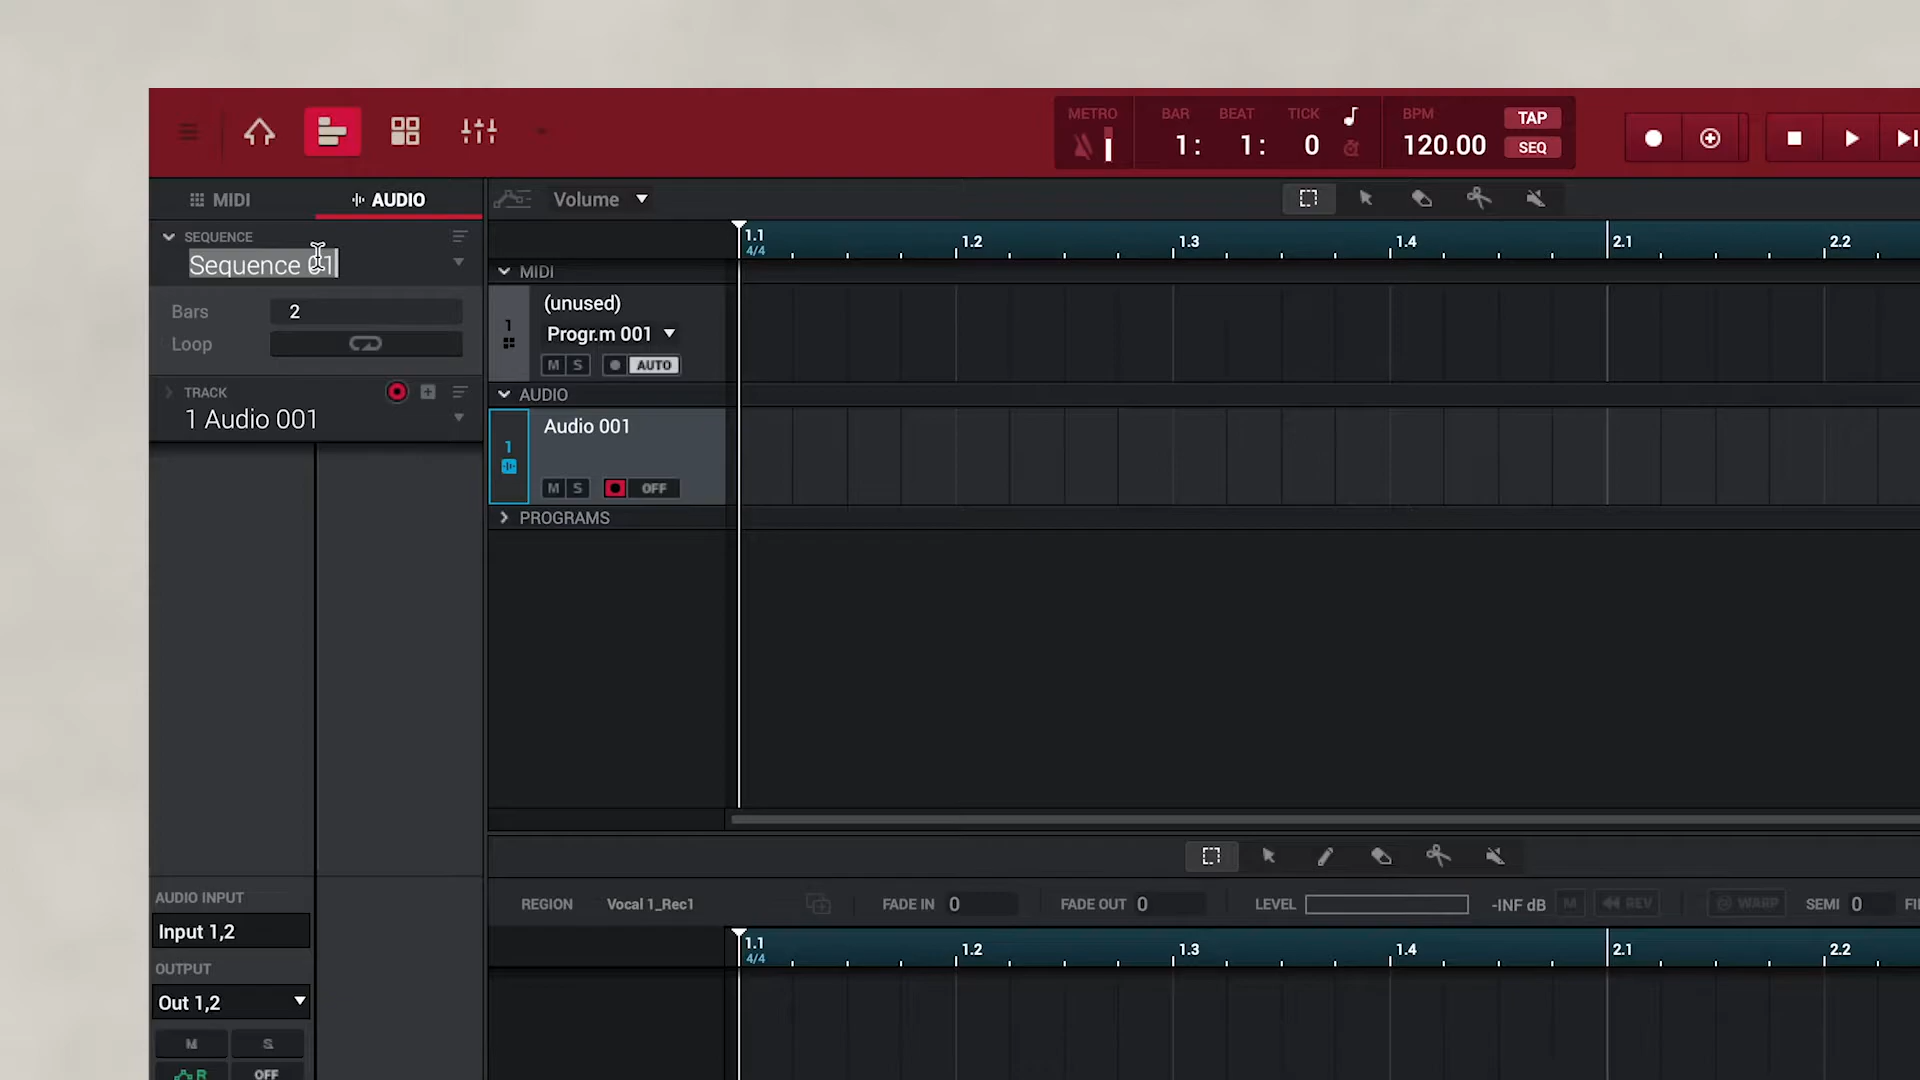 METRO
BAR BEAT TICK
1: 1: 0
BPM
120.00
TAP
SEQ
MIDI
AUDIO
Volume
SEQUENCE
Sequence 01
Bars 2
Loop
TRACK
1 Audio 001
1.1 1.2 1.3 1.4 2.1 2.2
4/4
MIDI
1
(unused)
Progr.m 001
M S AUTO
AUDIO
1
Audio 001
M S OFF
PROGRAMS
REGION Vocal 1_Rec1 FADE IN 0 FADE OUT 0 LEVEL -INF dB M REV WARP SEMI 0
1.1 1.2 1.3 1.4 2.1 2.2
4/4
AUDIO INPUT
Input 1,2
OUTPUT
Out 1,2
M S
R OFF